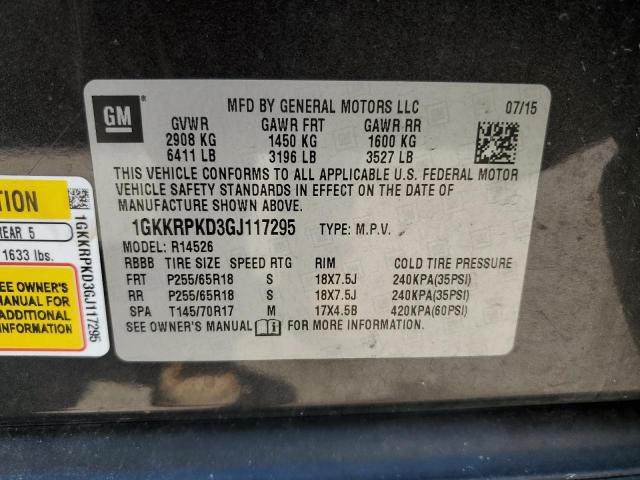 GM
MFD BY GENERAL MOTORS LLC 07/15
GVWR GAWR FRT GAWR RR
2908 KG 1450 KG 1600 KG
6411 LB 3196 LB 3527 LB
THIS VEHICLE CONFORMS TO ALL APPLICABLE U.S. FEDERAL MOTOR
VEHICLE SAFETY STANDARDS IN EFFECT ON THE DATE OF
MANUFACTURE SHOWN ABOVE.
1GKKRPKD3GJ117295 TYPE: M.P.V.
MODEL: R14526
RBBB TIRE SIZE SPEED RTG RIM COLD TIRE PRESSURE
FRT P255/65R18 S 18X7.5J 240KPA(35PSI)
RR P255/65R18 S 18X7.5J 240KPA(35PSI)
SPA T145/70R17 M 17X4.5B 420KPA(60PSI)
SEE OWNER'S MANUAL FOR MORE INFORMATION
TION
REAR 5
1633 lbs.
SEE OWNER'S
MANUAL FOR
ADDITIONAL
INFORMATION
1GKKRPKD3GJ117295